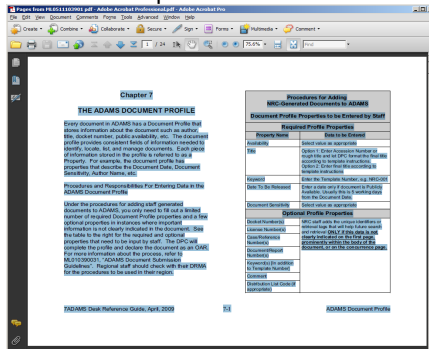 Pages from ML051110390l.pdf - Adobe Acrobat Professional.pdf - Adobe Acrobat Pro
File Edit View Document Comments Forms Tools Advanced Window Help
Create Combine Collaborate Secure Sign Forms Multimedia Comment
1 / 24 75.6% Find
Chapter 7
THE ADAMS DOCUMENT PROFILE
Every document in ADAMS has a Document Profile that
stores information about the document such as author,
title, docket number, public availability, etc. The document
profile provides consistent fields of information needed to
identify, locate, list, and manage documents. Each piece
of information stored in the profile is referred to as a
Property. For example, the document profile has
properties that describe the Document Date, Document
Sensitivity, Author Name, etc.
Procedures and Responsibilities For Entering Data in the
ADAMS Document Profile
Under the procedures for adding staff generated
documents to ADAMS, you only need to fill out a limited
number of required Document Profile properties and a few
optional properties in instances where important
information is not clearly indicated in the document. See
the table to the right for the required and optional
properties that need to be input by staff. The DPC will
complete the profile and declare the document as an OAR.
For more information about the process, refer to
ML010390031, "ADAMS Document Submission
Guidelines". Regional staff should check with their DRMA
for the procedures to be used in their region.
Procedures for Adding
NRC-Generated Documents to ADAMS
Document Profile Properties to be Entered by Staff
Required Profile Properties
Property Name Data to be Entered
Availability Select value as appropriate
Title Option 1: Enter Accession Number or
rough title and let DPC format the final title
according to template instructions.
Option 2: Enter final title according to
template instructions
Keyword Enter the Template Number, e.g. NRC-001
Date To Be Released Enter a date only if document is Publicly
Available. Usually this is 5 working days
from the Document Date.
Document Sensitivity Select value as appropriate
Optional Profile Properties
Docket Number(s) NRC staff adds the unique identifiers or
retrieval tags that will help future search
and retrieval ONLY if this data is not
clearly indicated on the first page,
prominently within the body of the
document, or on the concurrence page.
License Number(s)
Case/Reference
Number(s)
Document/Report
Number(s)
Keyword(s) [in addition
to Template Number]
Comment
Distribution List Code (if
appropriate)
TADAMS Desk Reference Guide, April, 2009 7-1 ADAMS Document Profile